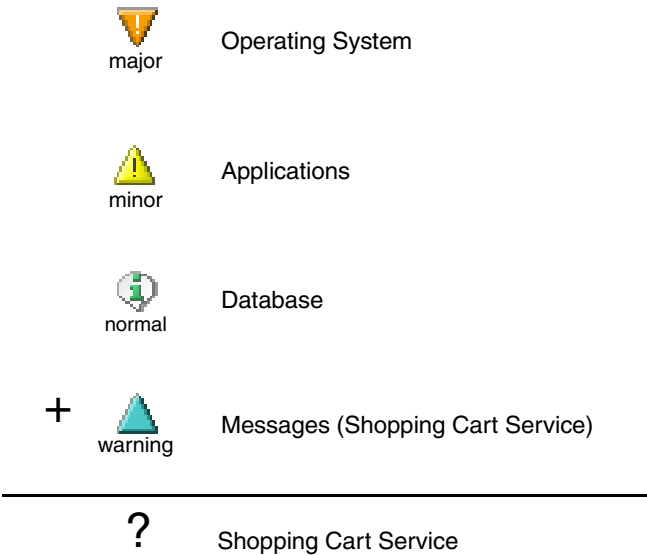 ! Operating System
major
! Applications
minor
i Database
normal
+ Messages (Shopping Cart Service)
warning
? Shopping Cart Service